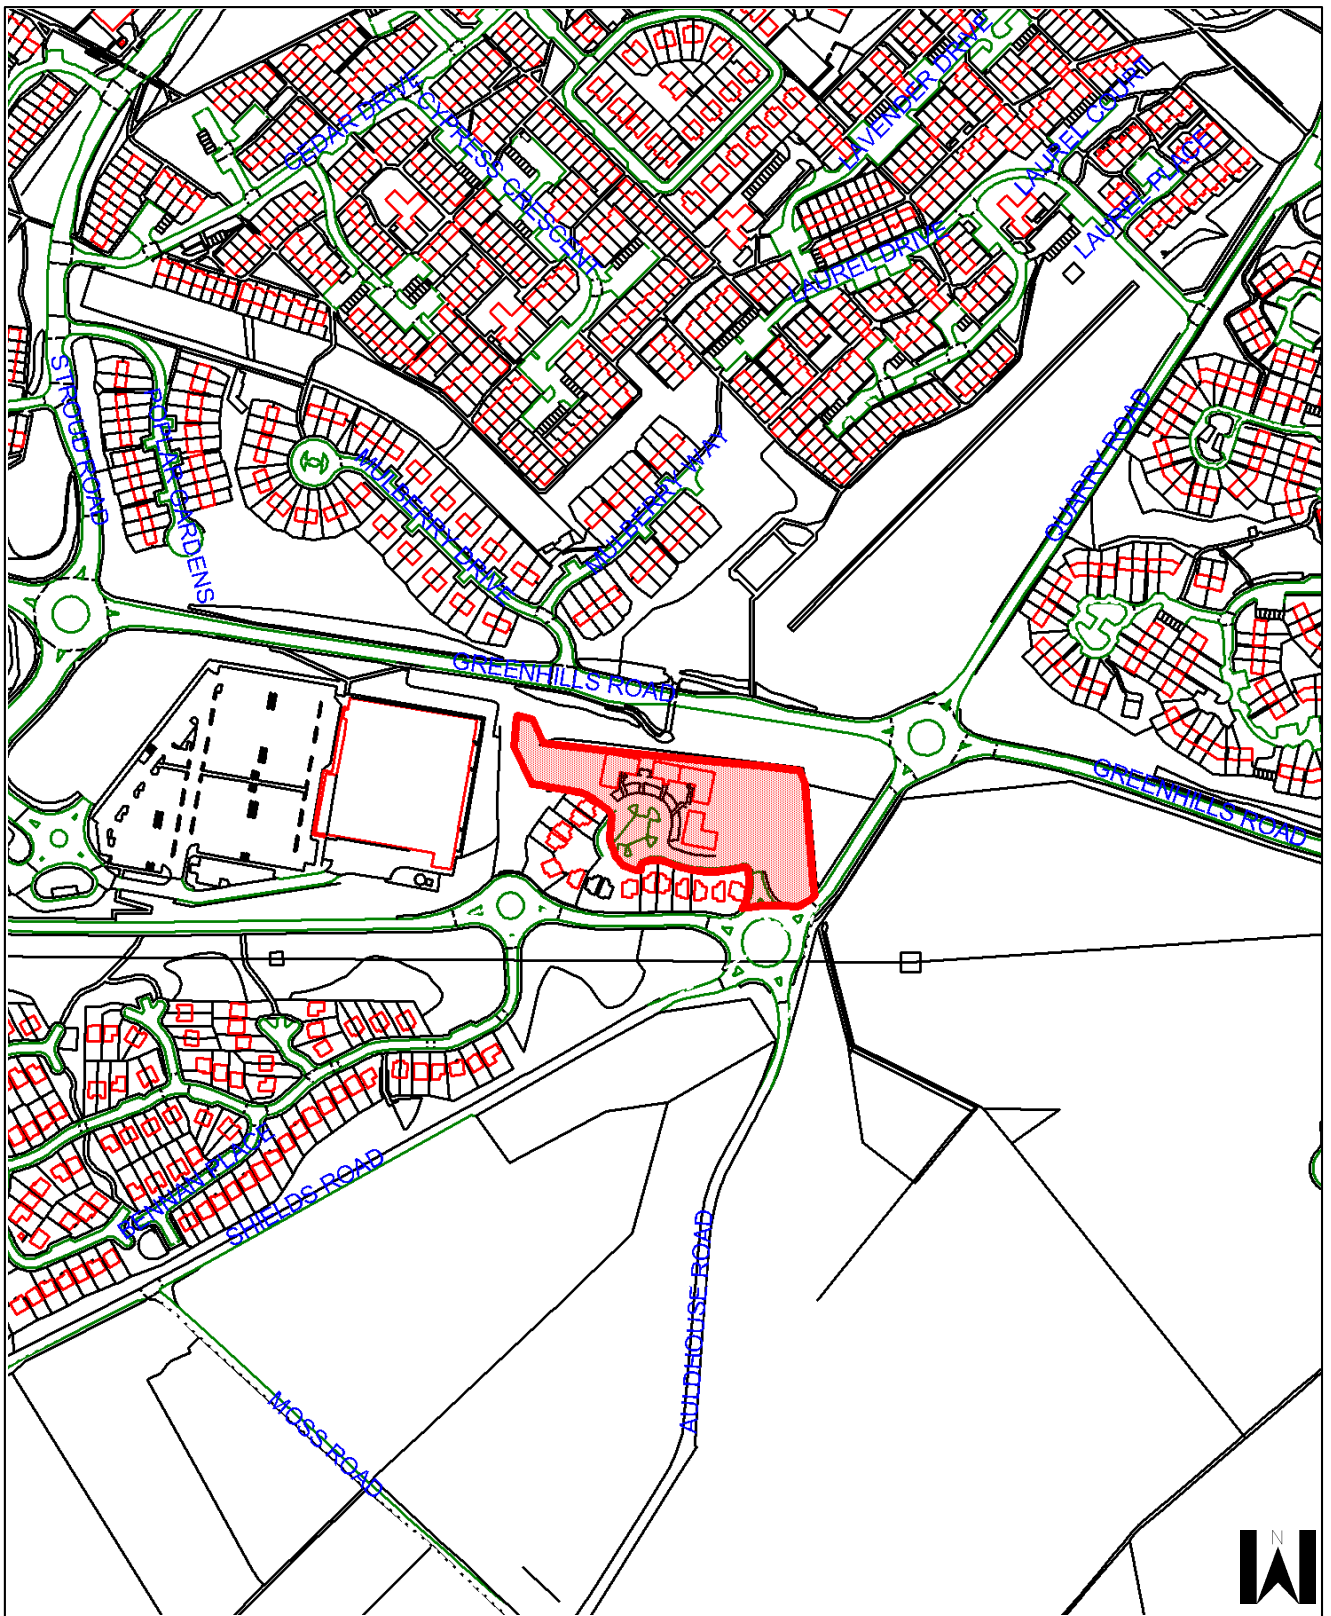 LAVENDER DRIVE
CEDAR DRIVE
CYPRESS CRESCENT
LAUREL COURT
LAUREL PLACE
LAUREL DRIVE
STROUD ROAD
POPLAR GARDENS
MULBERRY DRIVE
MULBERRY WAY
QUARRY ROAD
GREENHILLS ROAD
GREENHILLS ROAD
BENNAN PLACE
SHIELDS ROAD
AULDHOUSE ROAD
MOSS ROAD
N